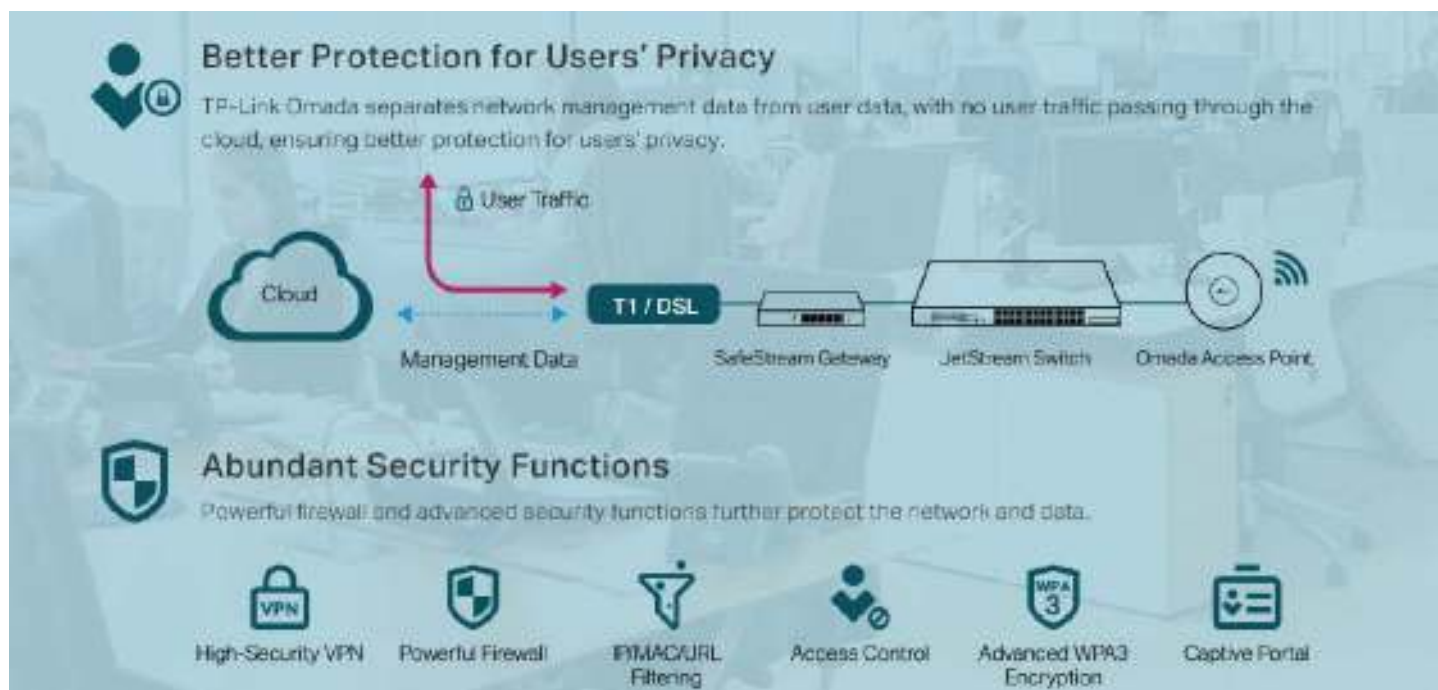 Better Protection for Users' Privacy
TP-Link Omada separates network management data from user data, with no user traffic passing through the
cloud, ensuring better protection for users' privacy.
User Traffic
Cloud
T1 / DSL
Management Data
SafeStream Gateway
JetStream Switch
Omada Access Point
Abundant Security Functions
Powerful firewall and advanced security functions further protect the network and data.
VPN
WPA
3
High-Security VPN
Powerful Firewall
IP/MAC/URL
Filtering
Access Control
Advanced WPA3
Encryption
Captive Portal